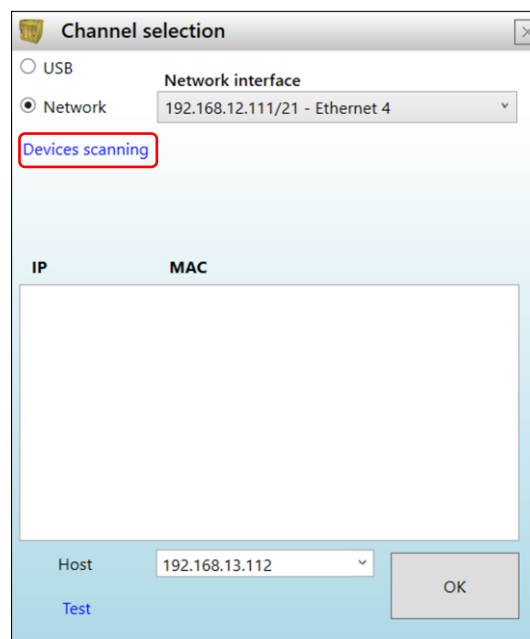 Channel selection
USB
Network interface
Network
192.168.12.111/21 - Ethernet 4
Devices scanning
IP MAC
Host 192.168.13.112
OK
Test